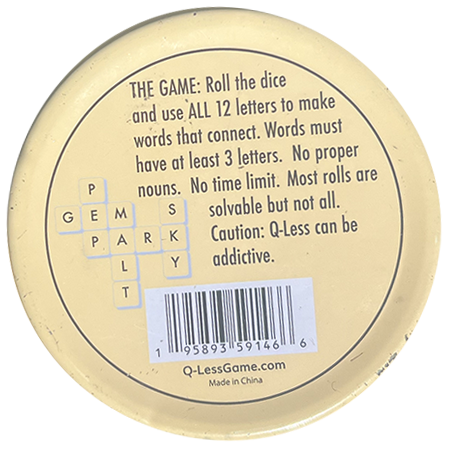 THE GAME: Roll the dice
and use ALL 12 letters to make
words that connect. Words must
have at least 3 letters. No proper
nouns. No time limit. Most rolls are
solvable but not all.
Caution: Q-Less can be
addictive.
P
G E M S
P A R K
L Y
T
1 95893 59146 6
Q-LessGame.com
Made in China